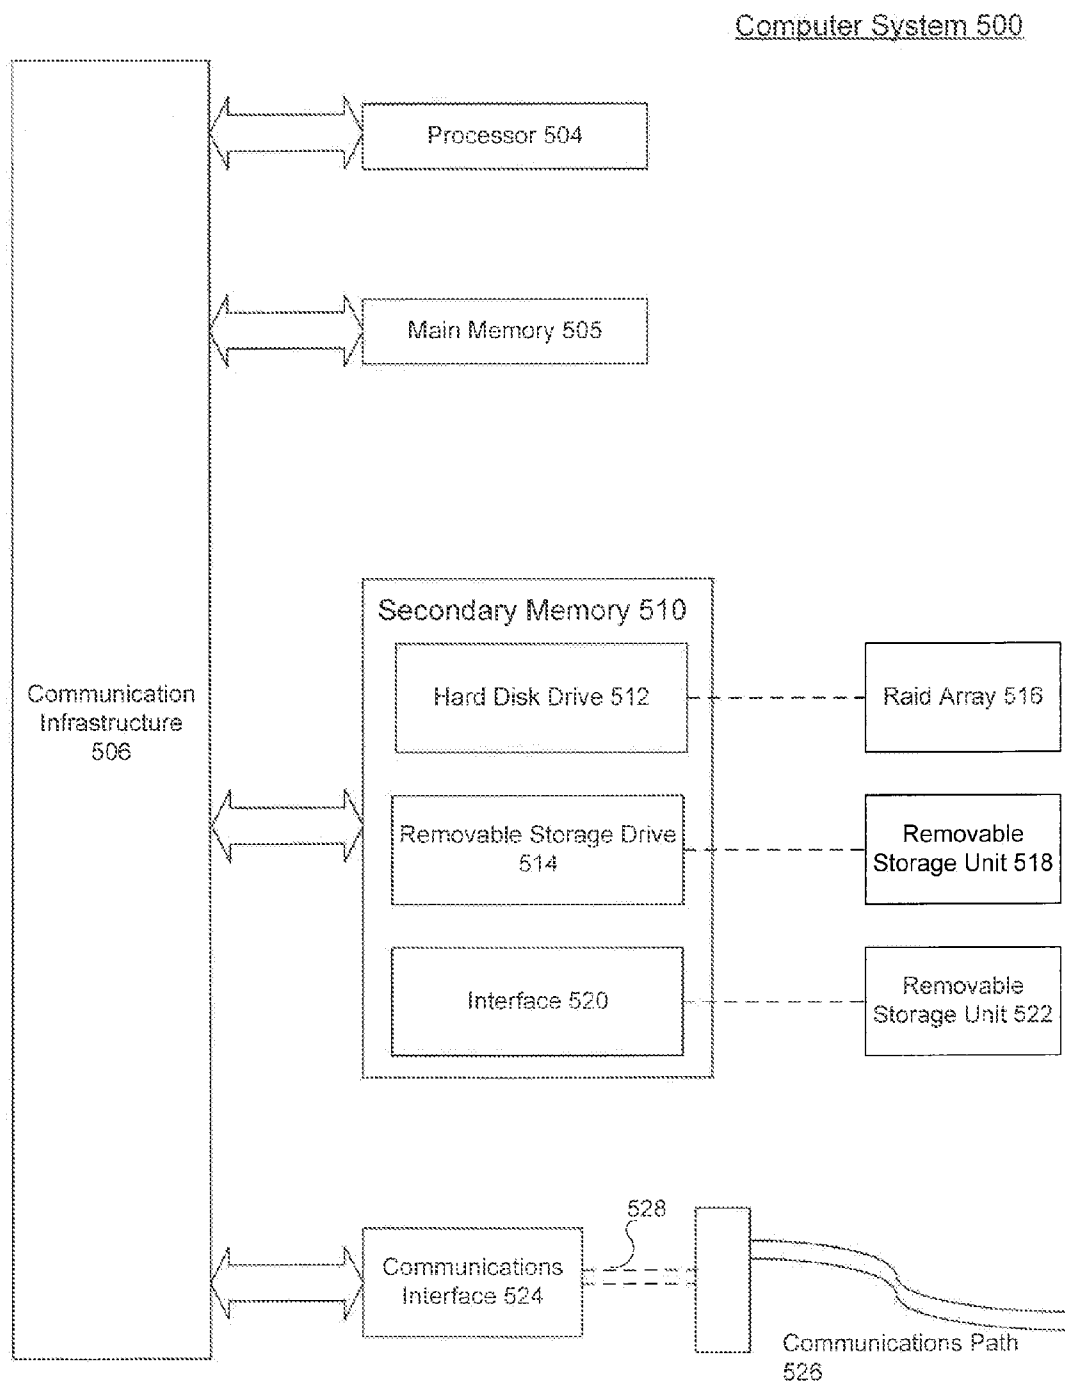 Computer System 500
Processor 504
Main Memory 505
Secondary Memory 510
Hard Disk Drive 512
Raid Array 516
Communication
Infrastructure
506
Removable Storage Drive
514
Removable
Storage Unit 518
Interface 520
Removable
Storage Unit 522
528
Communications
Interface 524
Communications Path
526